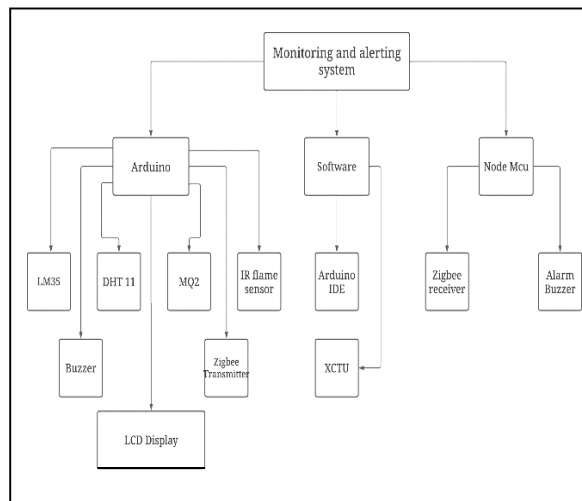 Monitoring and alerting
system
Arduino
Software
Node Mcu
LM35
DHT 11
MQ2
IR flame
sensor
Arduino
IDE
Zigbee
receiver
Alarm
Buzzer
Buzzer
Zigbee
Transmitter
XCTU
LCD Display